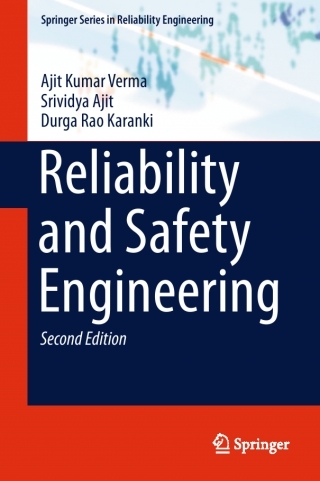 Springer Series in Reliability Engineering
Ajit Kumar Verma
Srividya Ajit
Durga Rao Karanki
Reliability
and Safety
Engineering
Second Edition
Springer